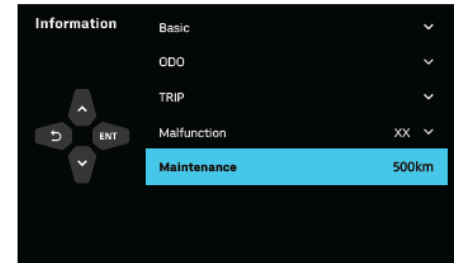 Information
Basic
ODO
TRIP
ENT
Malfunction XX
Maintenance 500km